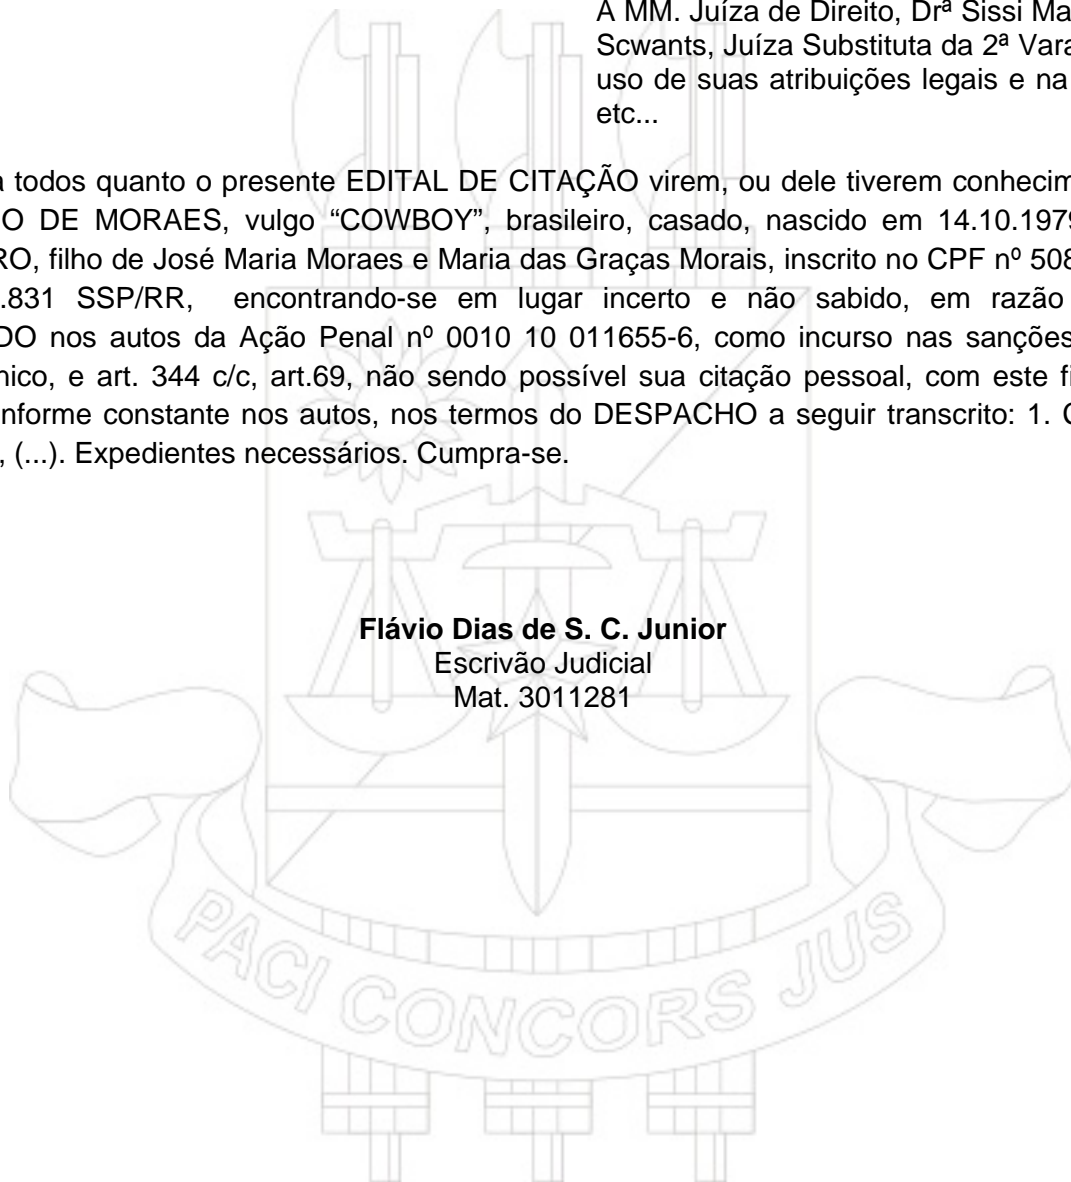 A MM. Juíza de Direito, Drª Sissi Ma
Scwants, Juíza Substituta da 2ª Vara
uso de suas atribuições legais e na
etc...
a todos quanto o presente EDITAL DE CITAÇÃO virem, ou dele tiverem conhecim
O DE MORAES, vulgo “COWBOY”, brasileiro, casado, nascido em 14.10.1979
RO, filho de José Maria Moraes e Maria das Graças Morais, inscrito no CPF nº 508
.831 SSP/RR, encontrando-se em lugar incerto e não sabido, em razão
DO nos autos da Ação Penal nº 0010 10 011655-6, como incurso nas sanções
nico, e art. 344 c/c, art.69, não sendo possível sua citação pessoal, com este fi
nforme constante nos autos, nos termos do DESPACHO a seguir transcrito: 1. C
, (...). Expedientes necessários. Cumpra-se.
Flávio Dias de S. C. Junior
Escrivão Judicial
Mat. 3011281
PACI CONCORS JUS